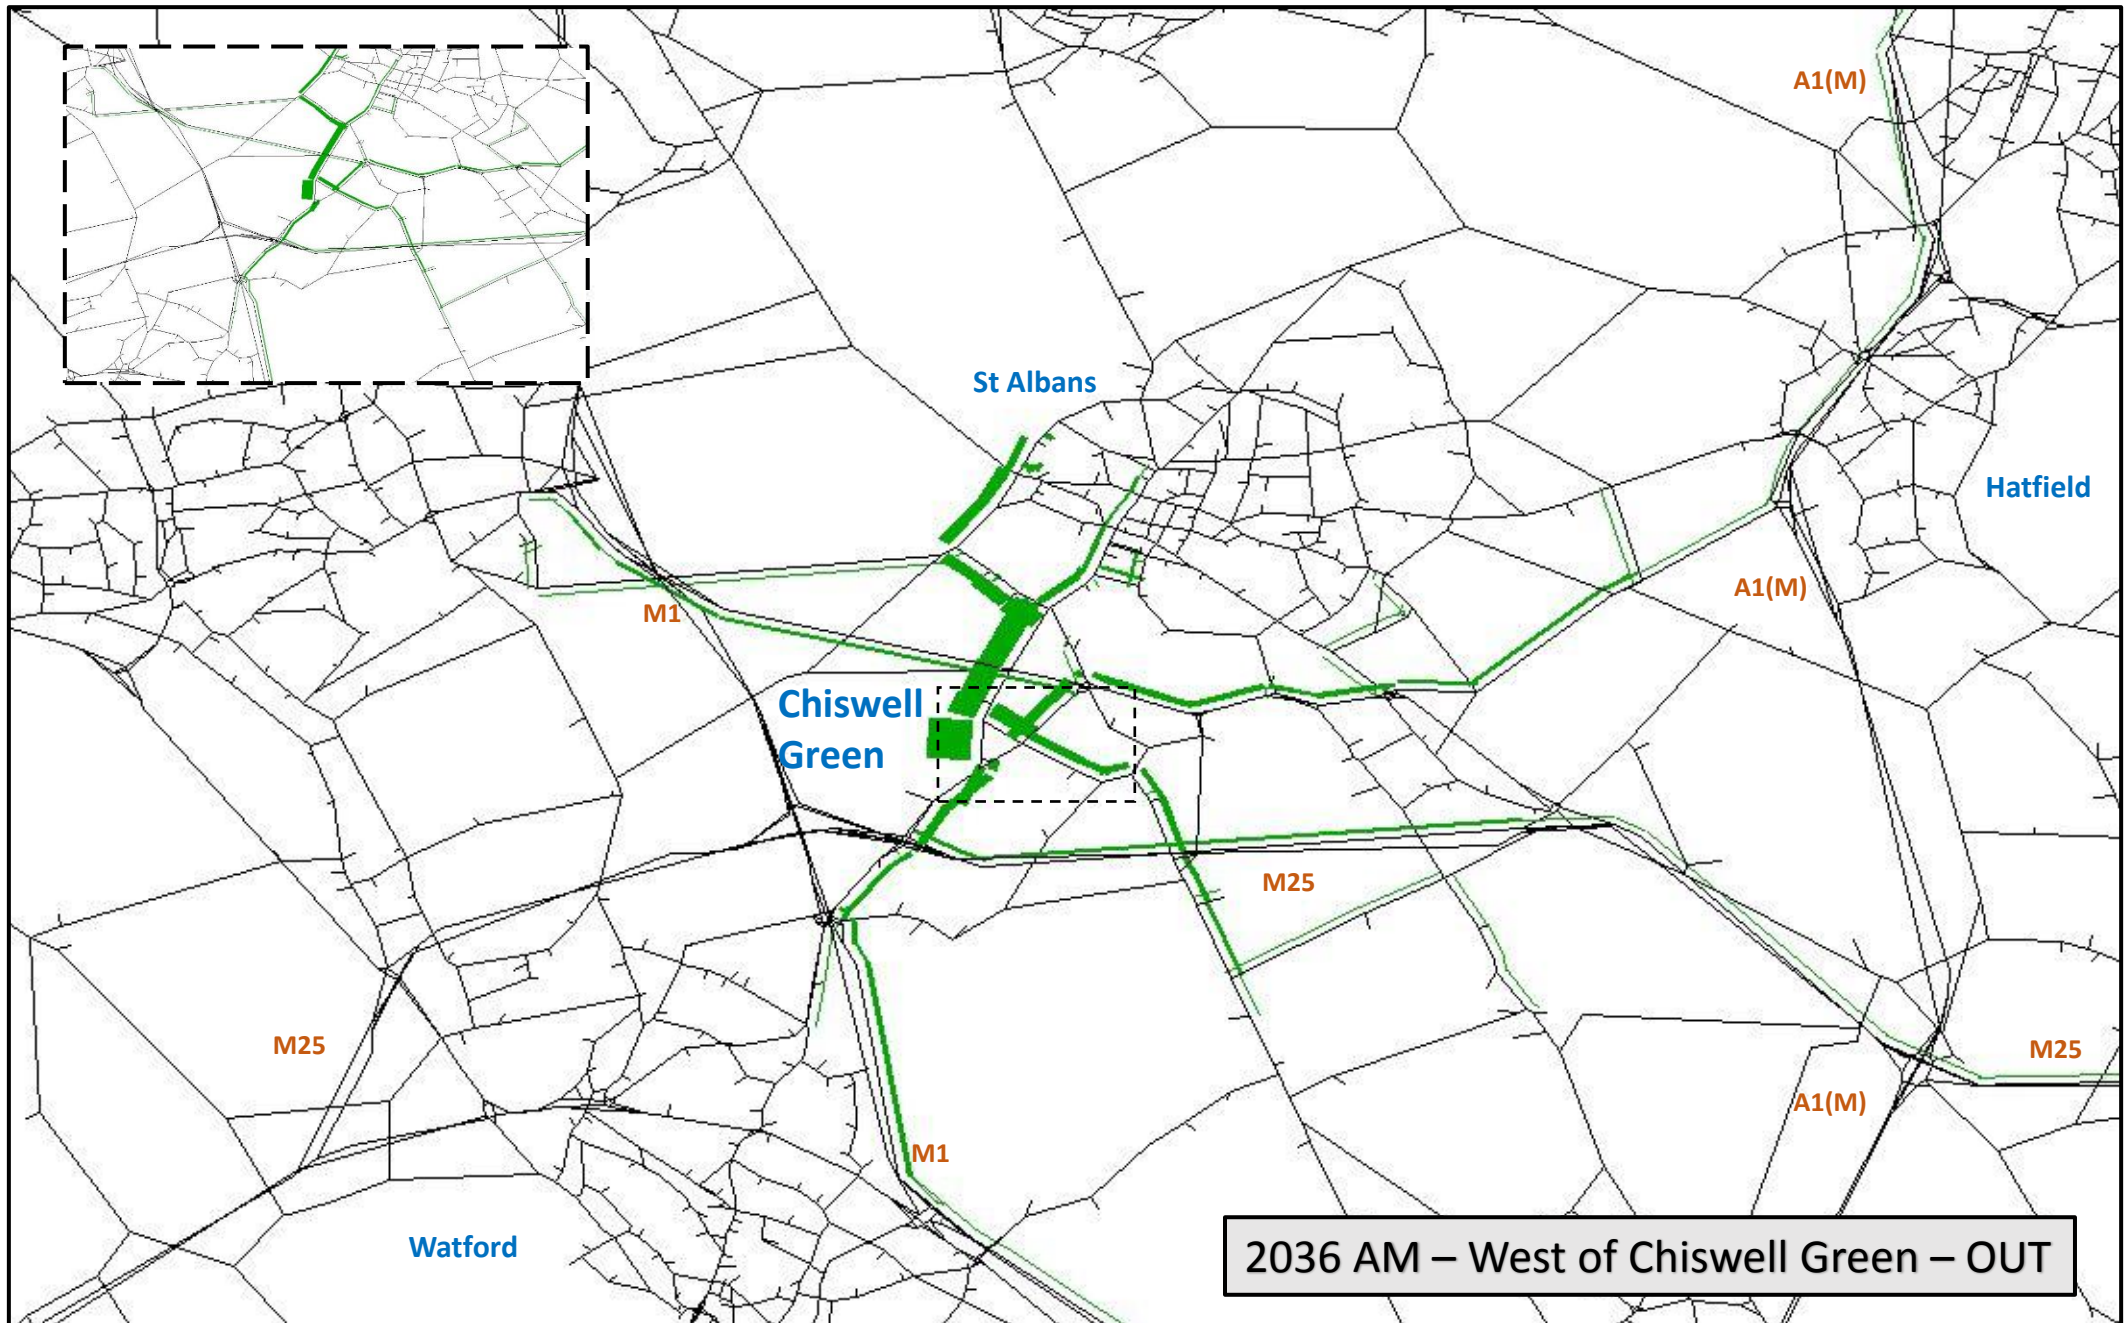 A1(M)
St Albans
Hatfield
A1(M)
M1
Chiswell
Green
M25
M25
M25
A1(M)
M1
Watford
2036 AM – West of Chiswell Green – OUT